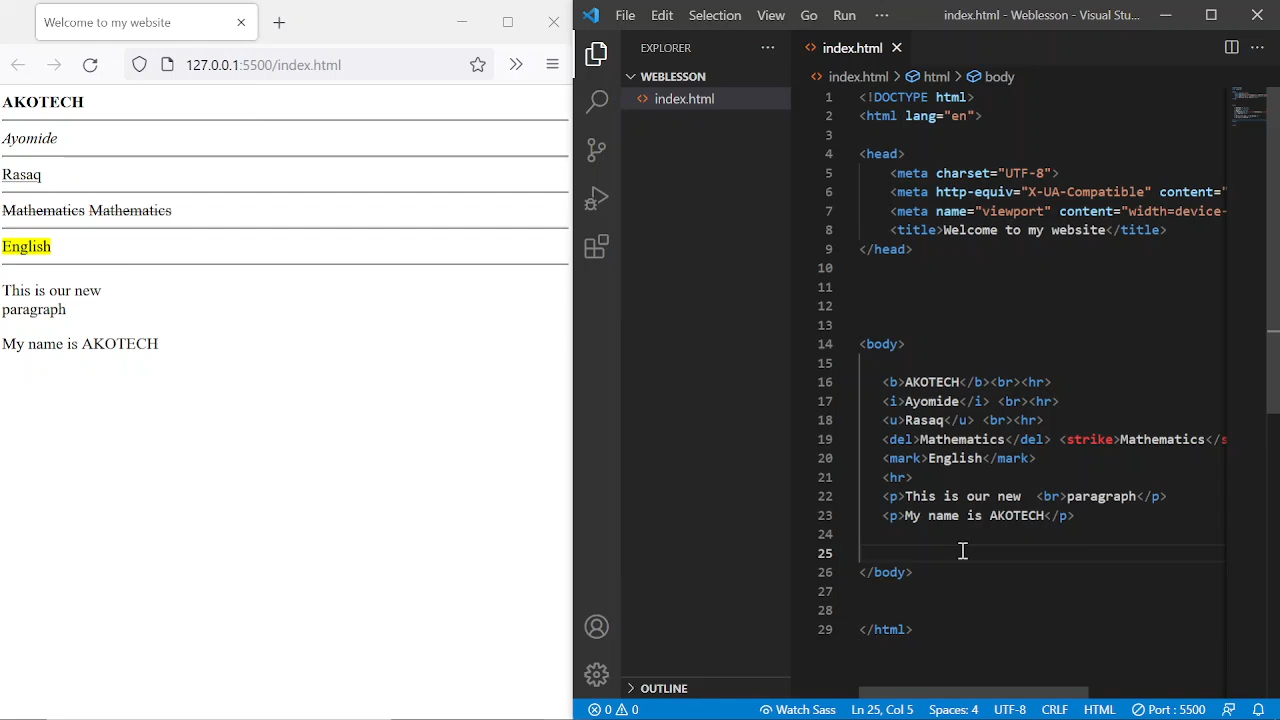 Welcome to my website
127.0.0.1:5500/index.html
AKOTECH
Ayomide
Rasaq
Mathematics Mathematics
English
This is our new
paragraph
My name is AKOTECH
File Edit Selection View Go Run ··· index.html - Weblesson - Visual Stu...
EXPLORER ···
WEBLESSON
index.html
OUTLINE
index.html
index.html > html > body
1 <!DOCTYPE html>
2 <html lang="en">
3
4 <head>
5 <meta charset="UTF-8">
6 <meta http-equiv="X-UA-Compatible" content="
7 <meta name="viewport" content="width=device-
8 <title>Welcome to my website</title>
9 </head>
10
11
12
13
14 <body>
15
16 <b>AKOTECH</b><br><hr>
17 <i>Ayomide</i> <br><hr>
18 <u>Rasaq</u> <br><hr>
19 <del>Mathematics</del> <strike>Mathematics</s
20 <mark>English</mark>
21 <hr>
22 <p>This is our new  <br>paragraph</p>
23 <p>My name is AKOTECH</p>
24
25
26 </body>
27
28
29 </html>
0 0 Watch Sass Ln 25, Col 5 Spaces: 4 UTF-8 CRLF HTML Port : 5500